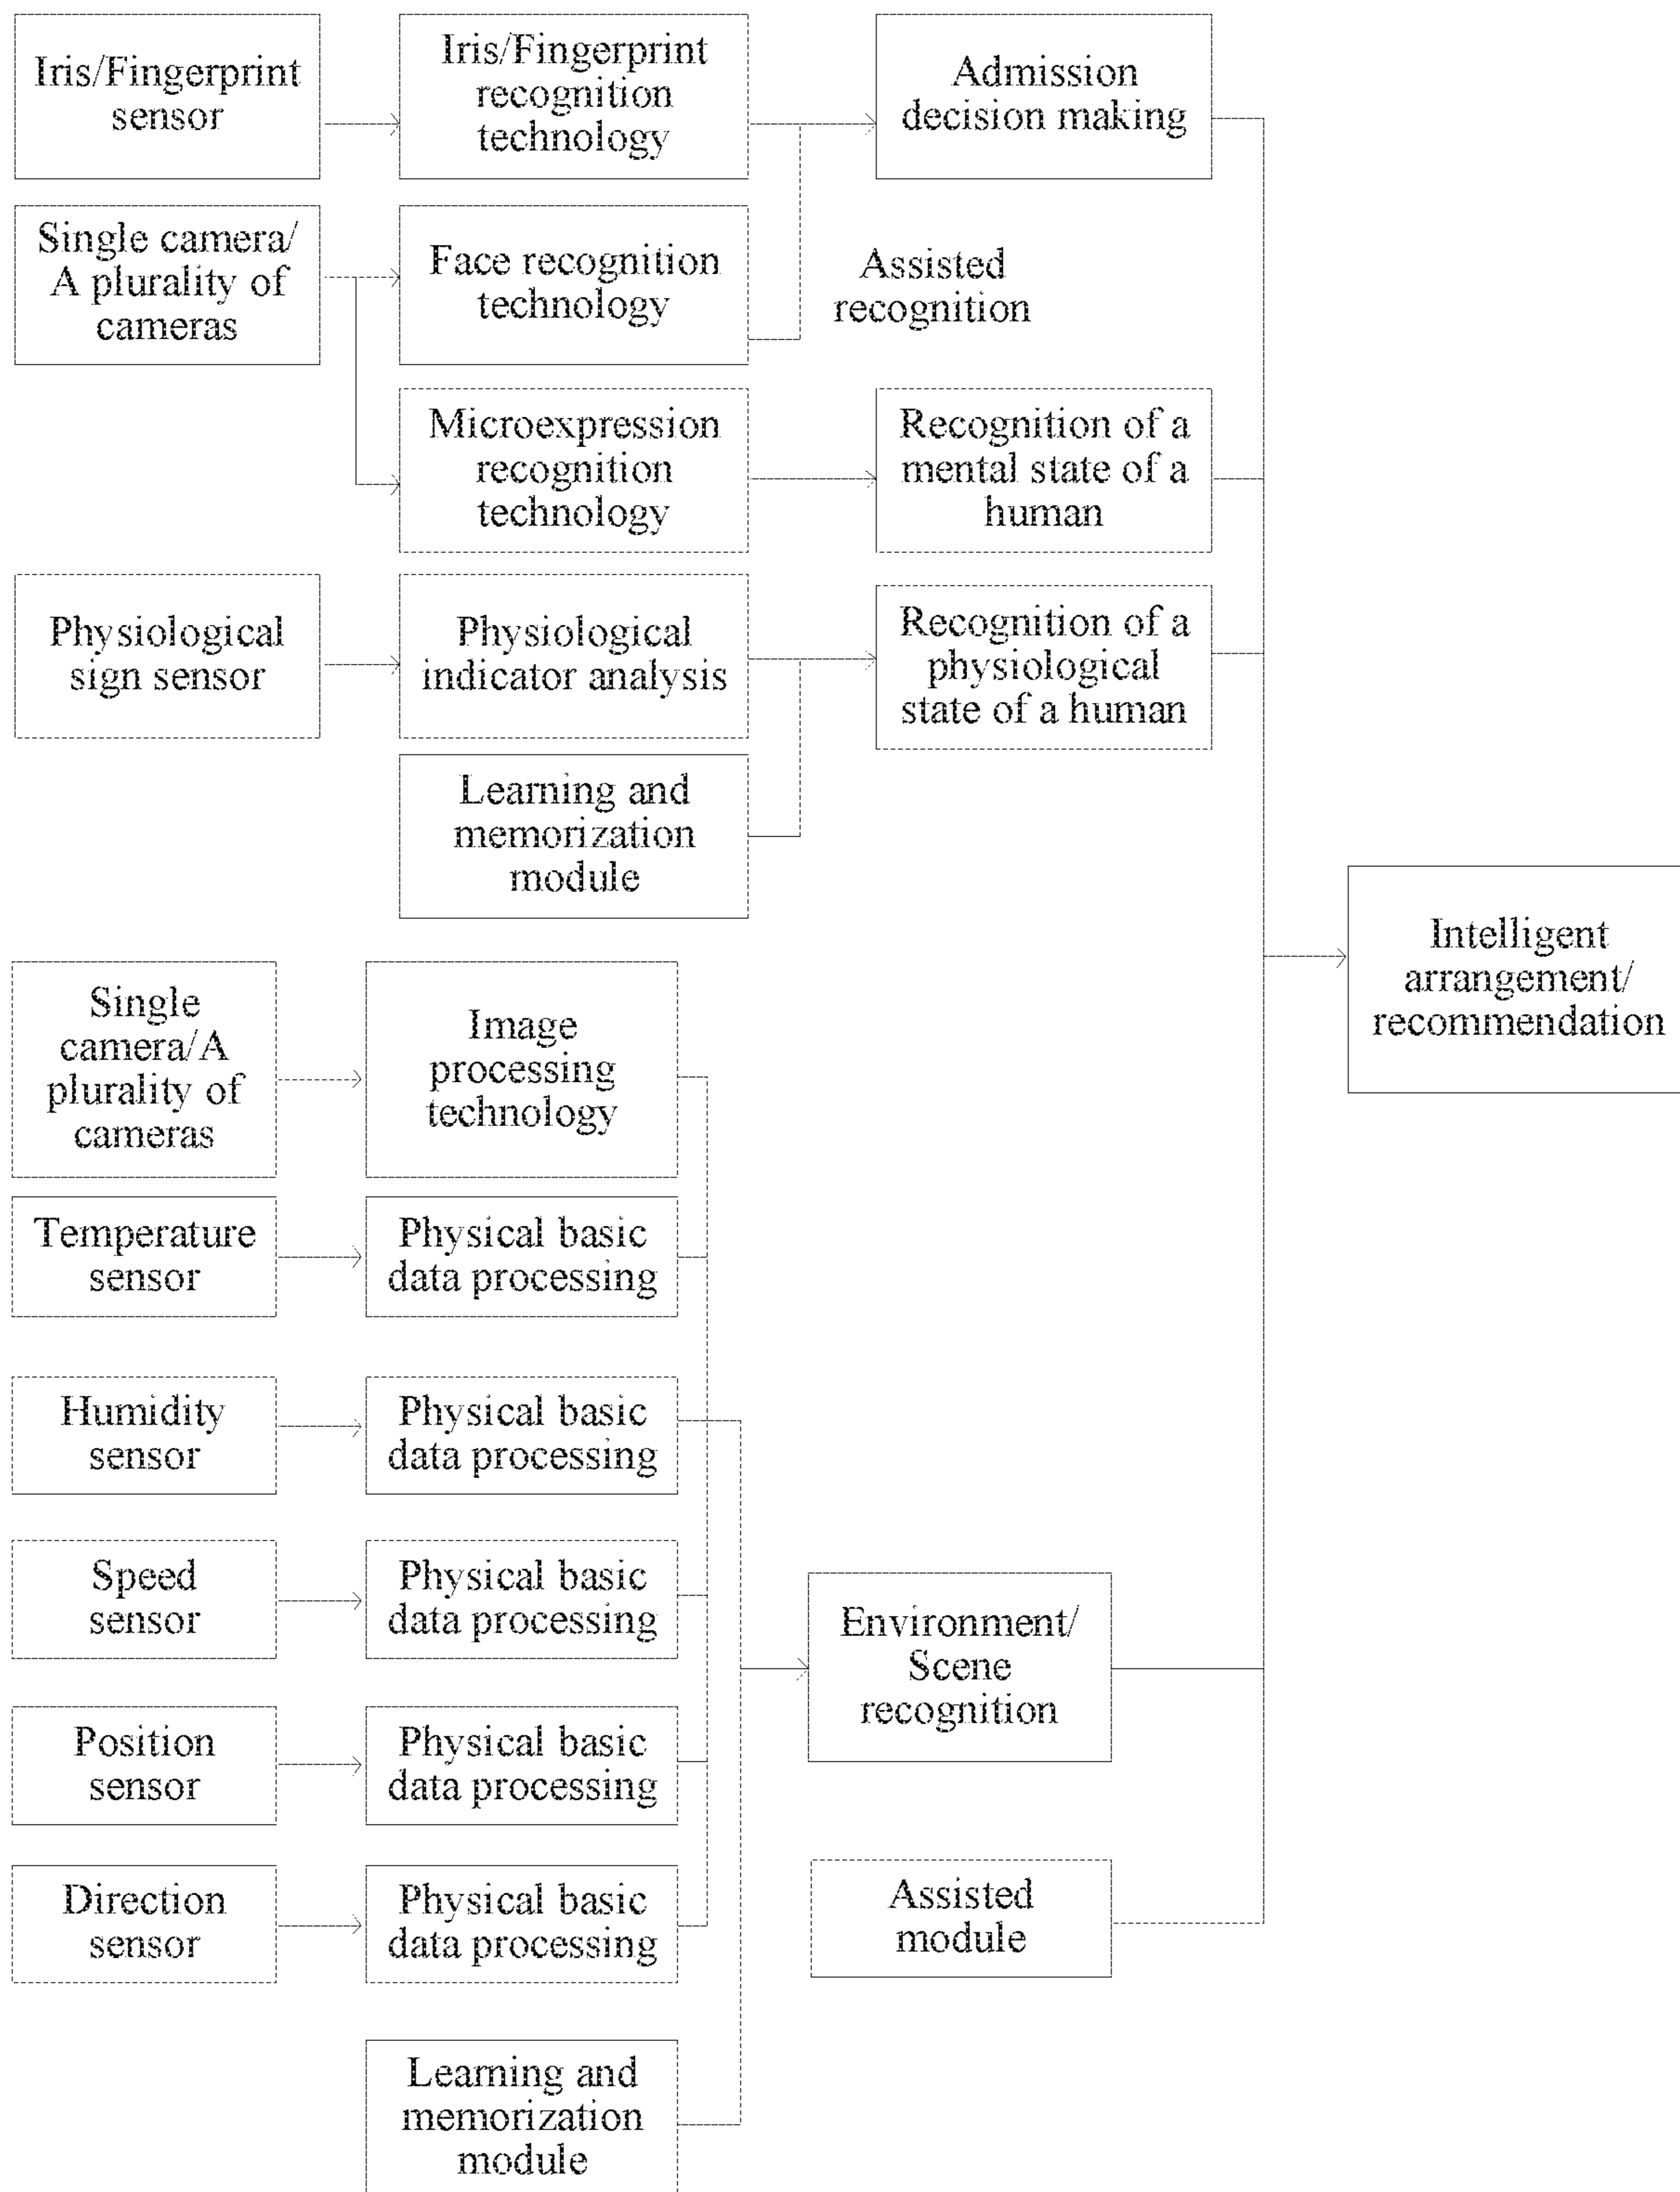 Iris/Fingerprint
sensor
Iris/Fingerprint
recognition
technology
Admission
decision making
Single camera/
A plurality of
cameras
Face recognition
technology
Assisted
recognition
Microexpression
recognition
technology
Recognition of a
mental state of a
human
Physiological
sign sensor
Physiological
indicator analysis
Recognition of a
physiological
state of a human
Learning and
memorization
module
Intelligent
arrangement/
recommendation
Single
camera/A
plurality of
cameras
Image
processing
technology
Temperature
sensor
Physical basic
data processing
Humidity
sensor
Physical basic
data processing
Speed
sensor
Physical basic
data processing
Environment/
Scene
recognition
Position
sensor
Physical basic
data processing
Direction
sensor
Physical basic
data processing
Assisted
module
Learning and
memorization
module